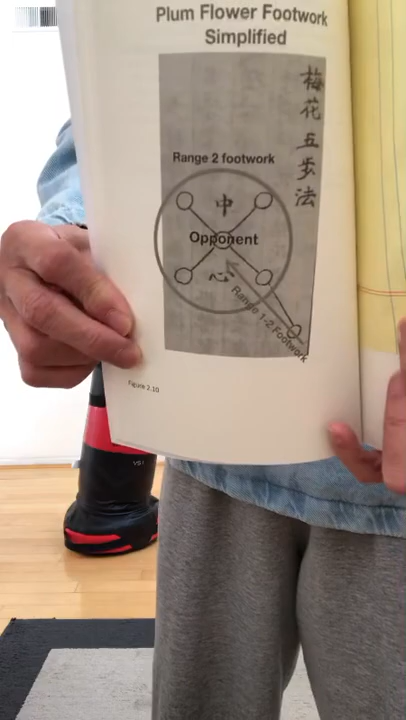 Plum Flower Footwork
Simplified
梅花五步法
Range 2 footwork
中
Opponent
心
Range 1-2 Footwork
Figure 2.10
VS1